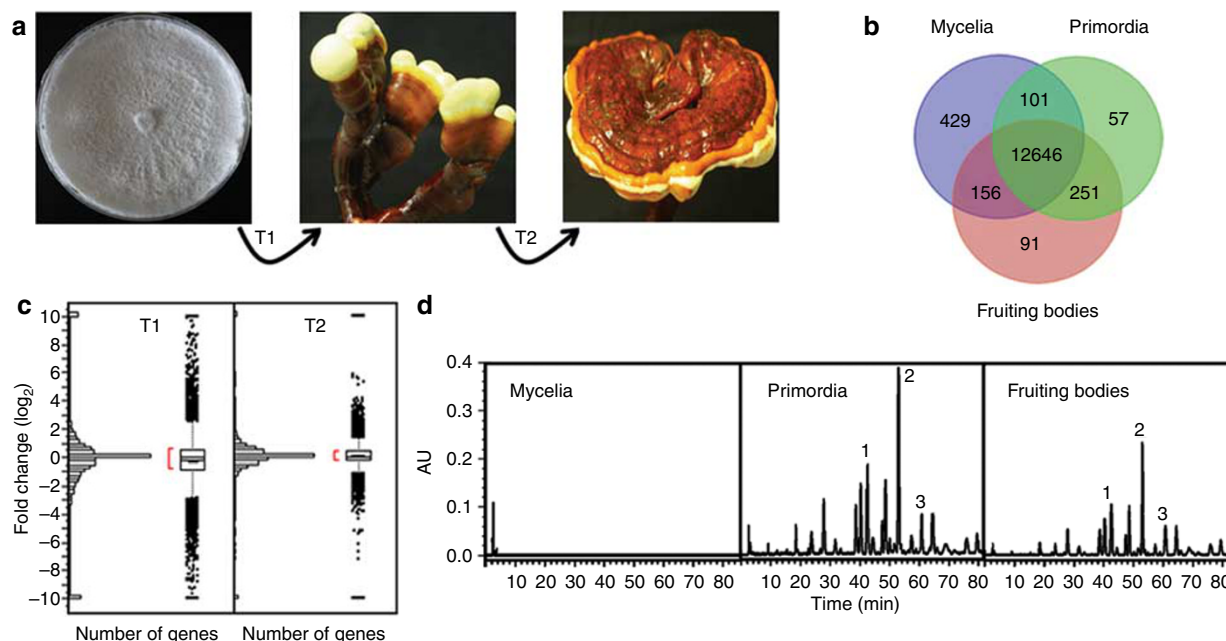 a
T1
T2
b
Mycelia
Primordia
429
101
57
12646
156
251
91
Fruiting bodies
c
Fold change (log2)
10
8
6
4
2
0
−2
−4
−6
−8
−10
T1
T2
Number of genes
Number of genes
d
AU
0.4
0.3
0.2
0.1
0.0
Mycelia
Primordia
1
2
3
Fruiting bodies
1
2
3
10 20 30 40 50 60 70 80
10 20 30 40 50 60 70 80
10 20 30 40 50 60 70 80
Time (min)